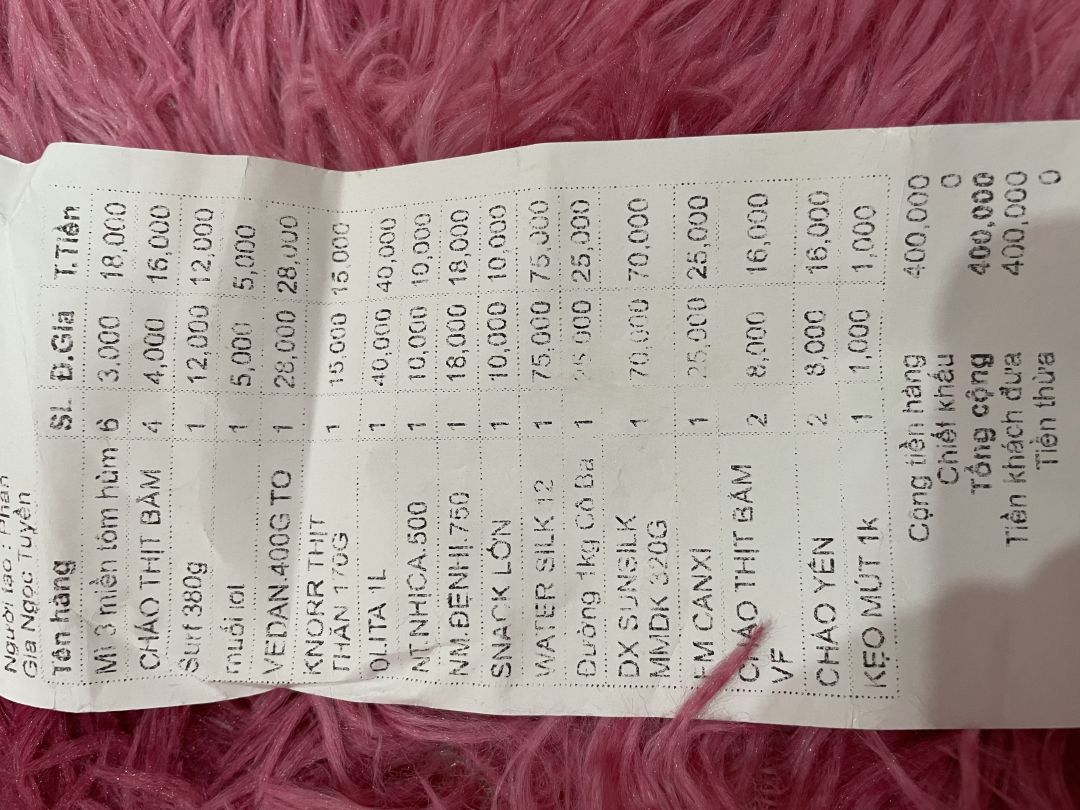 Người tạo : Phan
Gia Ngọc Tuyền
Tên hàng SL Đ.Giá T.Tiền
Mì 3 miền tôm hùm 6 3,000 18,000
CHÁO THỊT BẰM 4 4,000 16,000
Surf 380g 1 12,000 12,000
muối iot 1 5,000 5,000
VEDAN 400G TO 1 28,000 28,000
KNORR THỊT
THĂN 170G 1 15,000 15,000
OLITA 1L 1 40,000 40,000
NT.NHỊCA 500 1 10,000 10,000
NM.ĐỆNHỊ.750 1 18,000 18,000
SNACK LỚN 1 10,000 10,000
WATER SILK 12 1 75,000 75,000
Đường 1kg Cô Ba 1 25,000 25,000
DX SUNSILK
MMDK 320G 1 70,000 70,000
FM CANXI 1 25,000 25,000
CHÁO THỊT BẰM
VF 2 8,000 16,000
CHÁO YẾN 2 8,000 16,000
KẸO MÚT 1k 1 1,000 1,000
Cộng tiền hàng 400,000
Chiết khấu 0
Tổng cộng 400,000
Tiền khách đưa 400,000
Tiền thừa 0